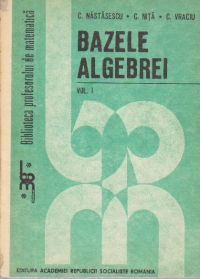 C. NĂSTĂSESCU • C. NIȚĂ • C. VRACIU
BAZELE
ALGEBREI
VOL. I
Biblioteca profesorului de matematică
EDITURA ACADEMIEI REPUBLICII SOCIALISTE ROMÂNIA